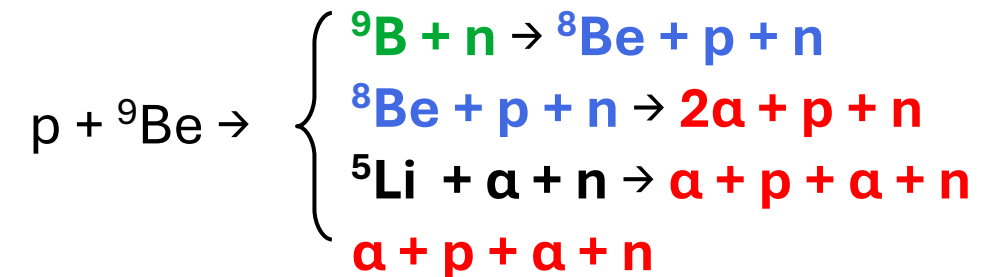 p + ⁹Be →
⁹B + n → ⁸Be + p + n
⁸Be + p + n → 2α + p + n
⁵Li + α + n → α + p + α + n
α + p + α + n